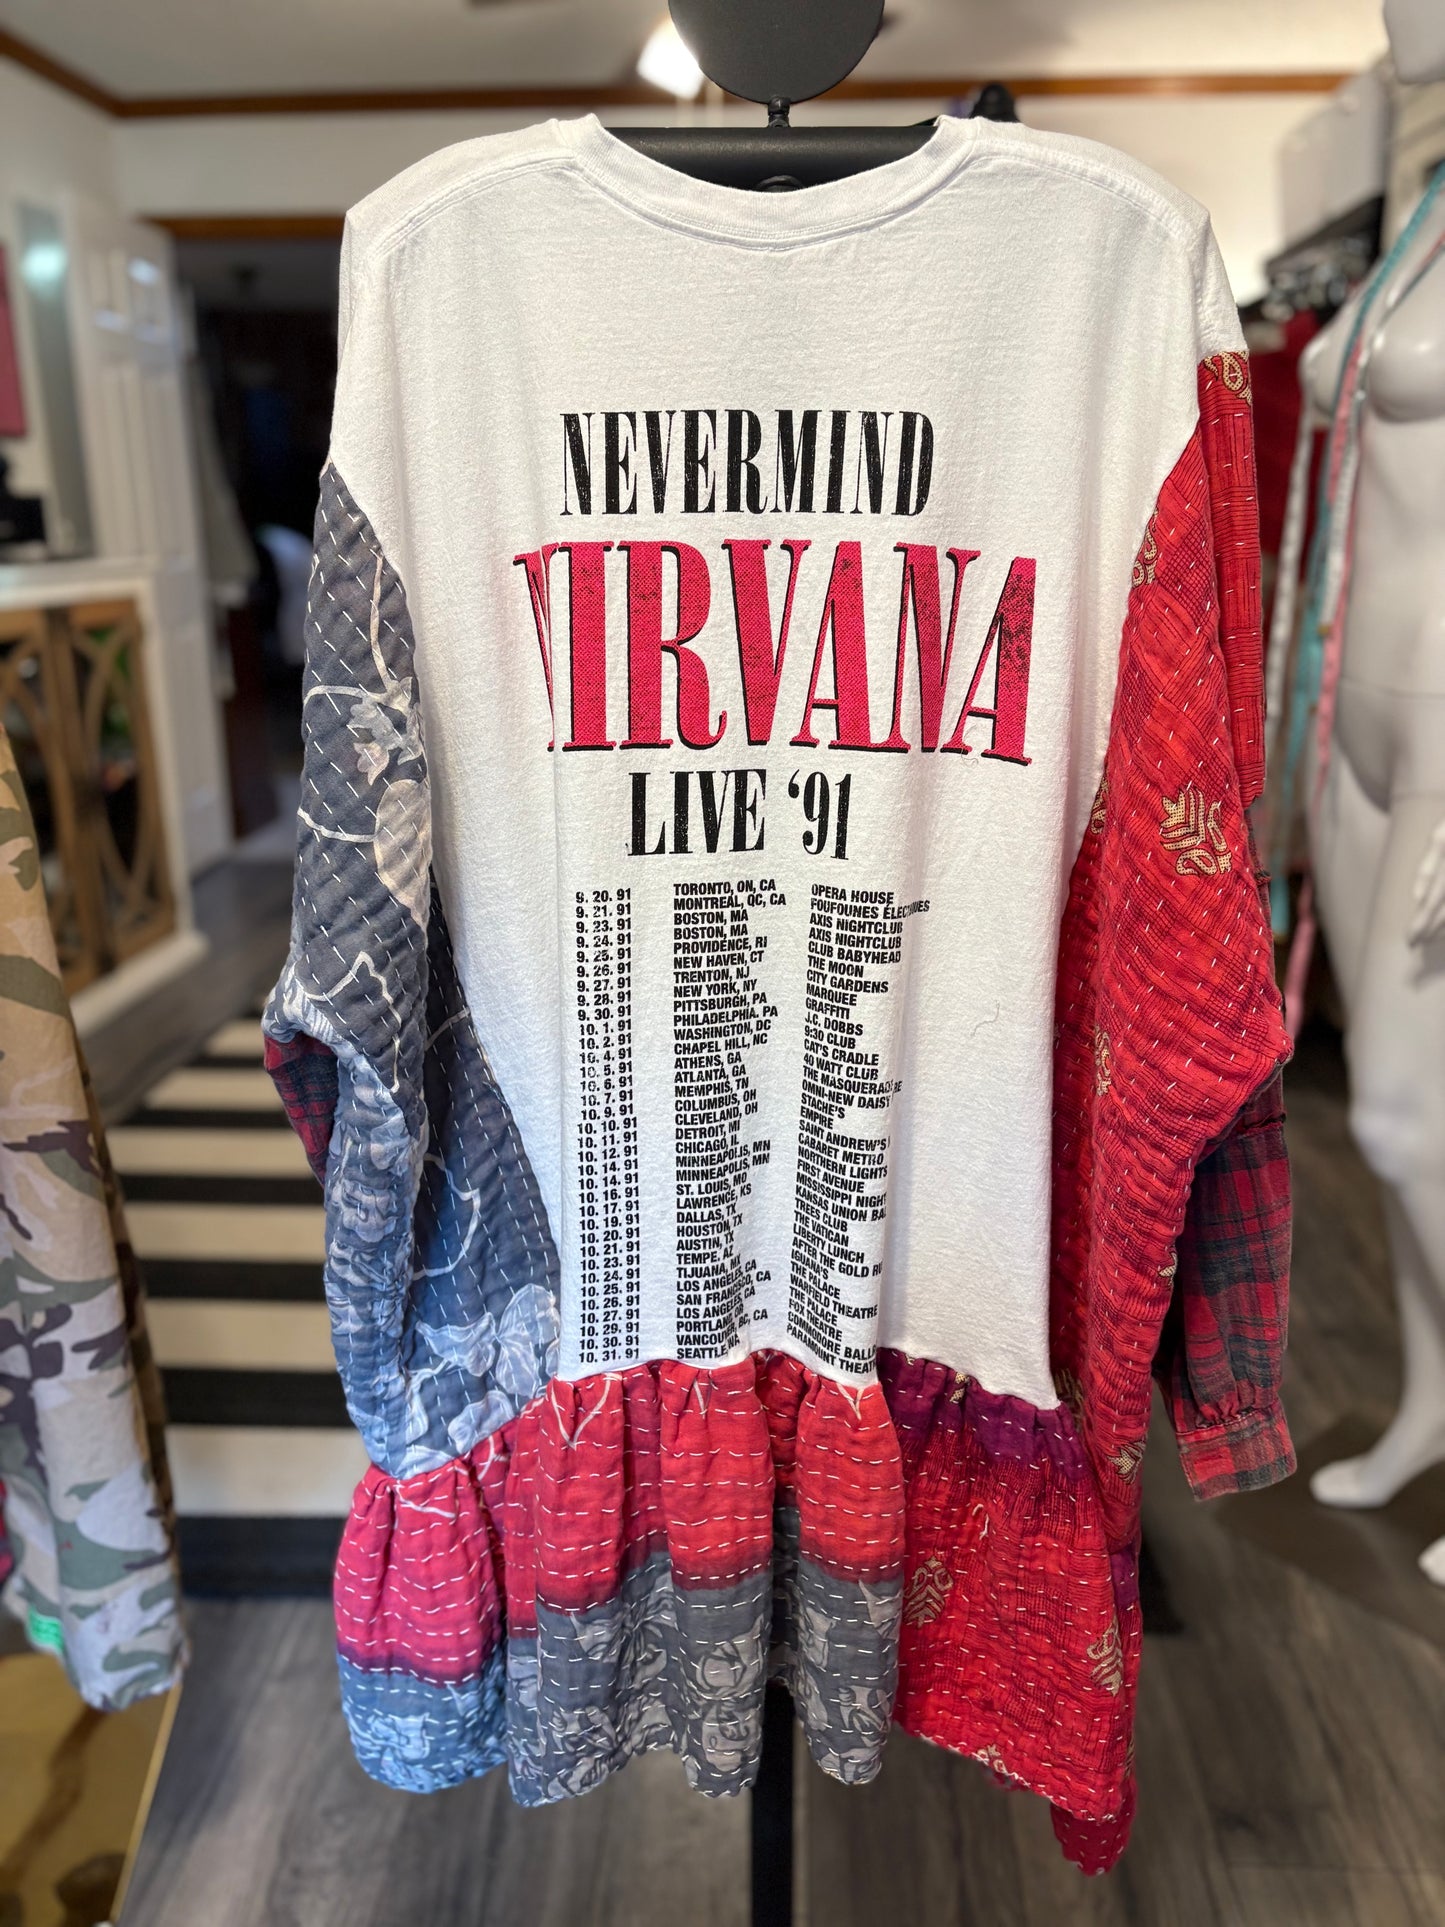 NEVERMIND
NIRVANA
LIVE '91
9. 20. 91 TORONTO, ON, CA OPERA HOUSE
9. 21. 91 MONTREAL, QC, CA FOUFOUNES ÉLECTRIQUES
9. 23. 91 BOSTON, MA AXIS NIGHTCLUB
9. 24. 91 BOSTON, MA AXIS NIGHTCLUB
9. 25. 91 PROVIDENCE, RI CLUB BABYHEAD
9. 26. 91 NEW HAVEN, CT THE MOON
9. 27. 91 TRENTON, NJ CITY GARDENS
9. 28. 91 NEW YORK, NY MARQUEE
9. 30. 91 PITTSBURGH, PA GRAFFITI
10. 1. 91 PHILADELPHIA, PA J.C. DOBBS
10. 2. 91 WASHINGTON, DC 9:30 CLUB
10. 4. 91 CHAPEL HILL, NC CAT'S CRADLE
10. 5. 91 ATHENS, GA 40 WATT CLUB
10. 6. 91 ATLANTA, GA THE
10. 7. 91 MEMPHIS, TN OMNI-NEW DAISY
10. 9. 91 COLUMBUS, OH STACHE'S
10. 10. 91 CLEVELAND, OH EMPIRE
10. 11. 91 DETROIT, MI SAINT ANDREW'S
10. 12. 91 CHICAGO, IL CABARET METRO
10. 14. 91 MINNEAPOLIS, MN NORTHERN LIGHTS
10. 14. 91 MINNEAPOLIS, MN FIRST AVENUE
10. 16. 91 ST. LOUIS, MO MISSISSIPPI
10. 17. 91 LAWRENCE, KS KANSAS UNION
10. 19. 91 DALLAS, TX TREES CLUB
10. 20. 91 HOUSTON, TX THE VATICAN
10. 21. 91 AUSTIN, TX LIBERTY LUNCH
10. 23. 91 TEMPE, AZ AFTER THE GOLD
10. 24. 91 TIJUANA, MX IGUANA'S
10. 25. 91 LOS ANGELES, CA THE PALACE
10. 26. 91 SAN FRANCISCO, CA WARFIELD THEATRE
10. 27. 91 LOS ANGELES, CA THE PALACE
10. 29. 91 PORTLAND, OR FOX THEATRE
10. 30. 91 VANCOUVER, BC, CA COMMODORE
10. 31. 91 SEATTLE, WA PARAMOUNT THEATRE